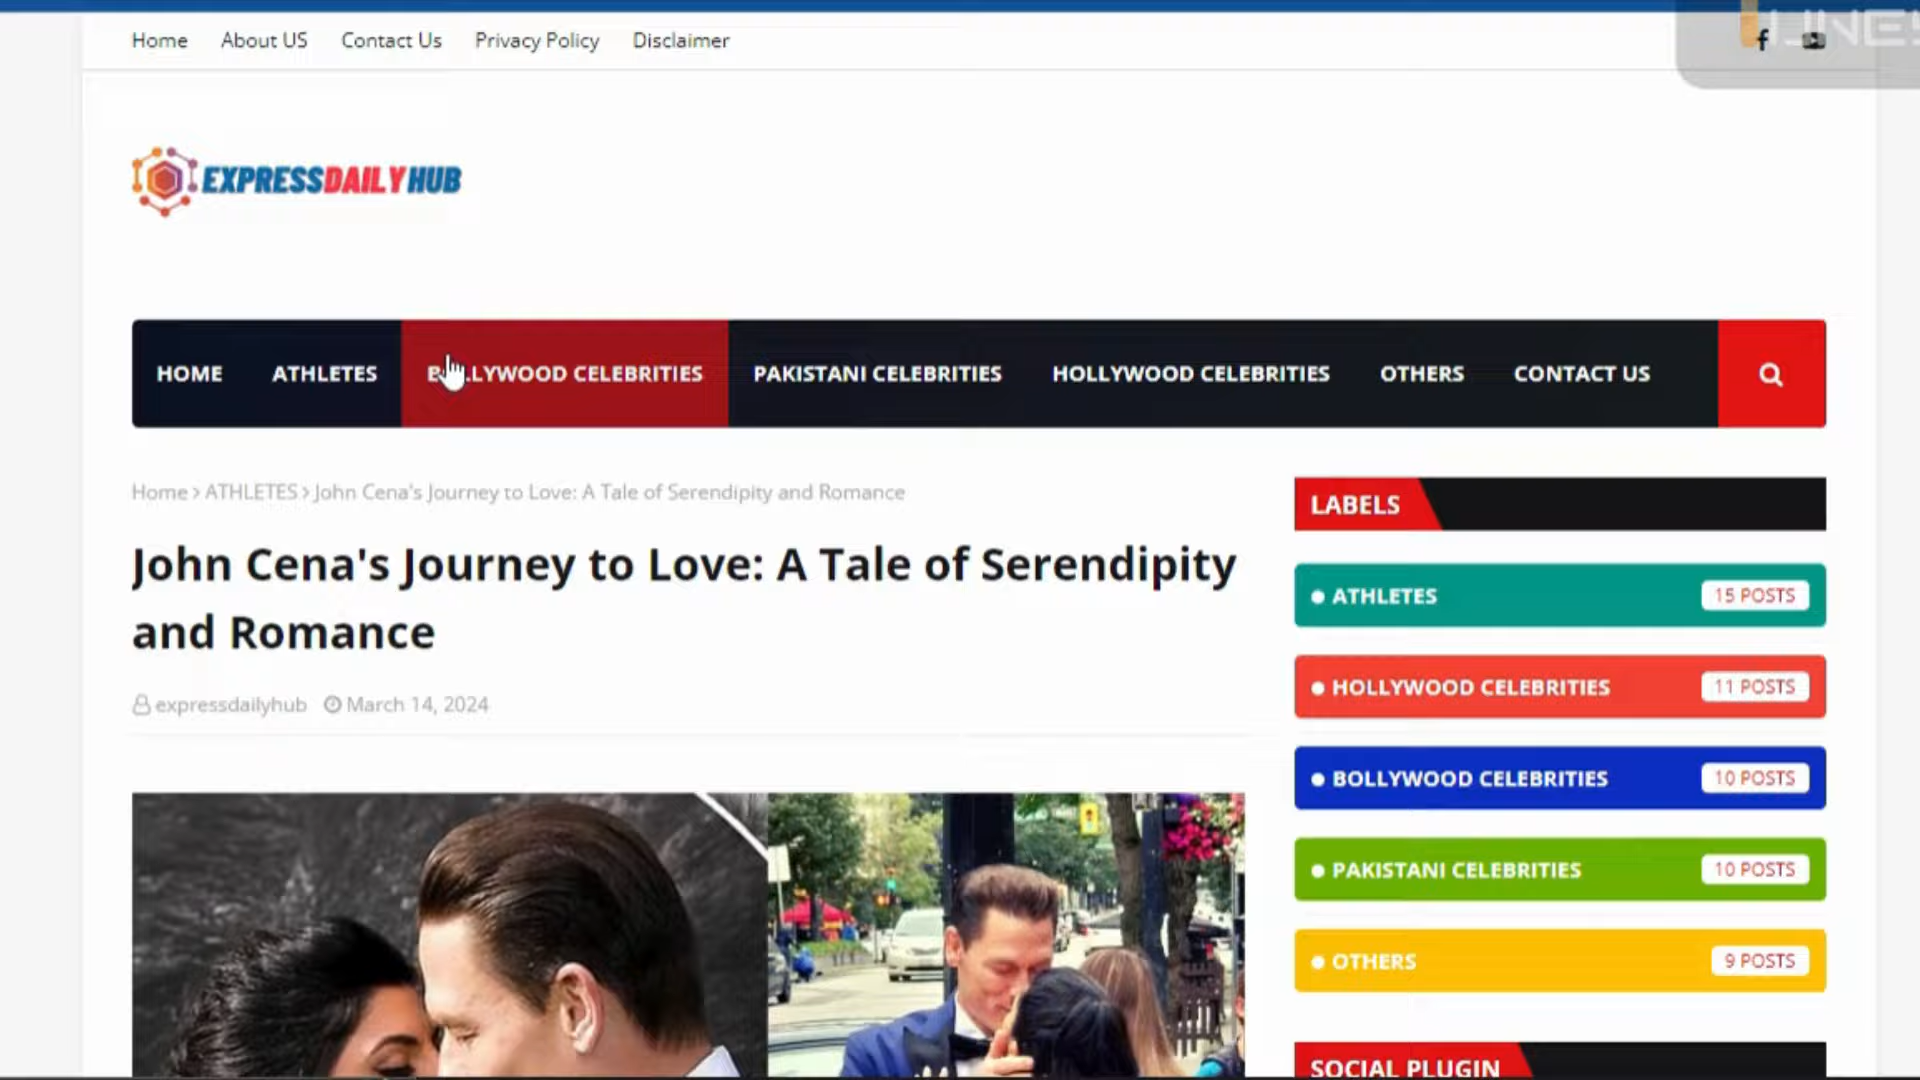 Home About US Contact Us Privacy Policy Disclaimer
EXPRESSDAILYHUB
HOME ATHLETES BOLLYWOOD CELEBRITIES PAKISTANI CELEBRITIES HOLLYWOOD CELEBRITIES OTHERS CONTACT US
Home > ATHLETES > John Cena's Journey to Love: A Tale of Serendipity and Romance
John Cena's Journey to Love: A Tale of Serendipity
and Romance
expressdailyhub March 14, 2024
LABELS
ATHLETES 15 POSTS
HOLLYWOOD CELEBRITIES 11 POSTS
BOLLYWOOD CELEBRITIES 10 POSTS
PAKISTANI CELEBRITIES 10 POSTS
OTHERS 9 POSTS
SOCIAL PLUGIN